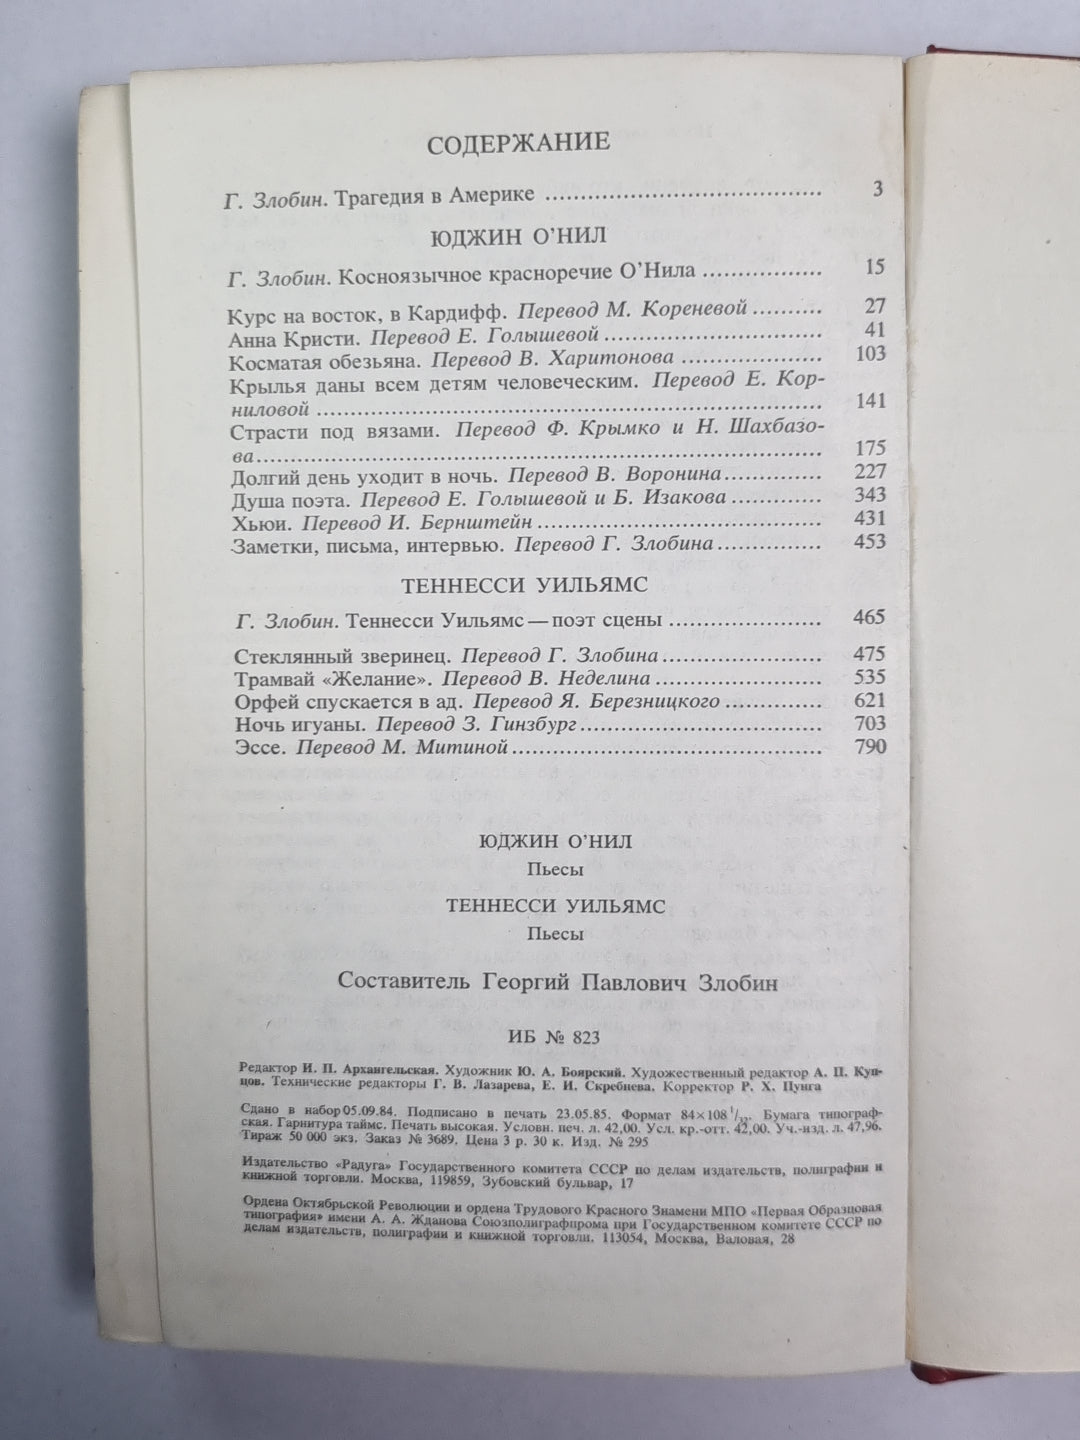 СОДЕРЖАНИЕ
Г. Злобин. Трагедия в Америке ........................................ 3
ЮДЖИН О'НИЛ
Г. Злобин. Косноязычное красноречие О'Нила ................. 15
Курс на восток, в Кардифф. Перевод М. Кореневой .......... 27
Анна Кристи. Перевод Е. Голышевой ................................ 41
Косматая обезьяна. Перевод В. Харитонова .................... 103
Крылья даны всем детям человеческим. Перевод Е. Кор-
ниловой ........................................................................ 141
Страсти под вязами. Перевод Ф. Крымко и Н. Шахбазо-
ва ................................................................................ 175
Долгий день уходит в ночь. Перевод В. Воронина .............. 227
Душа поэта. Перевод Е. Голышевой и Б. Изакова ............. 343
Хьюи. Перевод И. Бернштейн ......................................... 431
Заметки, письма, интервью. Перевод Г. Злобина ............... 453
ТЕННЕССИ УИЛЬЯМС
Г. Злобин. Теннесси Уильямс — поэт сцены ...................... 465
Стеклянный зверинец. Перевод Г. Злобина ....................... 475
Трамвай «Желание». Перевод В. Неделина ........................ 535
Орфей спускается в ад. Перевод Я. Березницкого .............. 621
Ночь игуаны. Перевод З. Гинзбург ................................... 703
Эссе. Перевод М. Митиной ............................................. 790
ЮДЖИН О'НИЛ
Пьесы
ТЕННЕССИ УИЛЬЯМС
Пьесы
Составитель Георгий Павлович Злобин
ИБ № 823
Редактор И. П. Архангельская. Художник Ю. А. Боярский. Художественный редактор А. П. Куп-
цов. Технические редакторы Г. В. Лазарева, Е. И. Скребнева. Корректор Р. Х. Пунга
Сдано в набор 05.09.84. Подписано в печать 23.05.85. Формат 84×108 1/32. Бумага типограф-
ская. Гарнитура таймс. Печать высокая. Условн. печ. л. 42,00. Усл. кр.-отт. 42,00. Уч.-изд. л. 47,96.
Тираж 50 000 экз. Заказ № 3689. Цена 3 р. 30 к. Изд. № 295
Издательство «Радуга» Государственного комитета СССР по делам издательств, полиграфии и
книжной торговли. Москва, 119859, Зубовский бульвар, 17
Ордена Октябрьской Революции и ордена Трудового Красного Знамени МПО «Первая Образцовая
типография» имени А. А. Жданова Союзполиграфпрома при Государственном комитете СССР по
делам издательств, полиграфии и книжной торговли. 113054, Москва, Валовая, 28